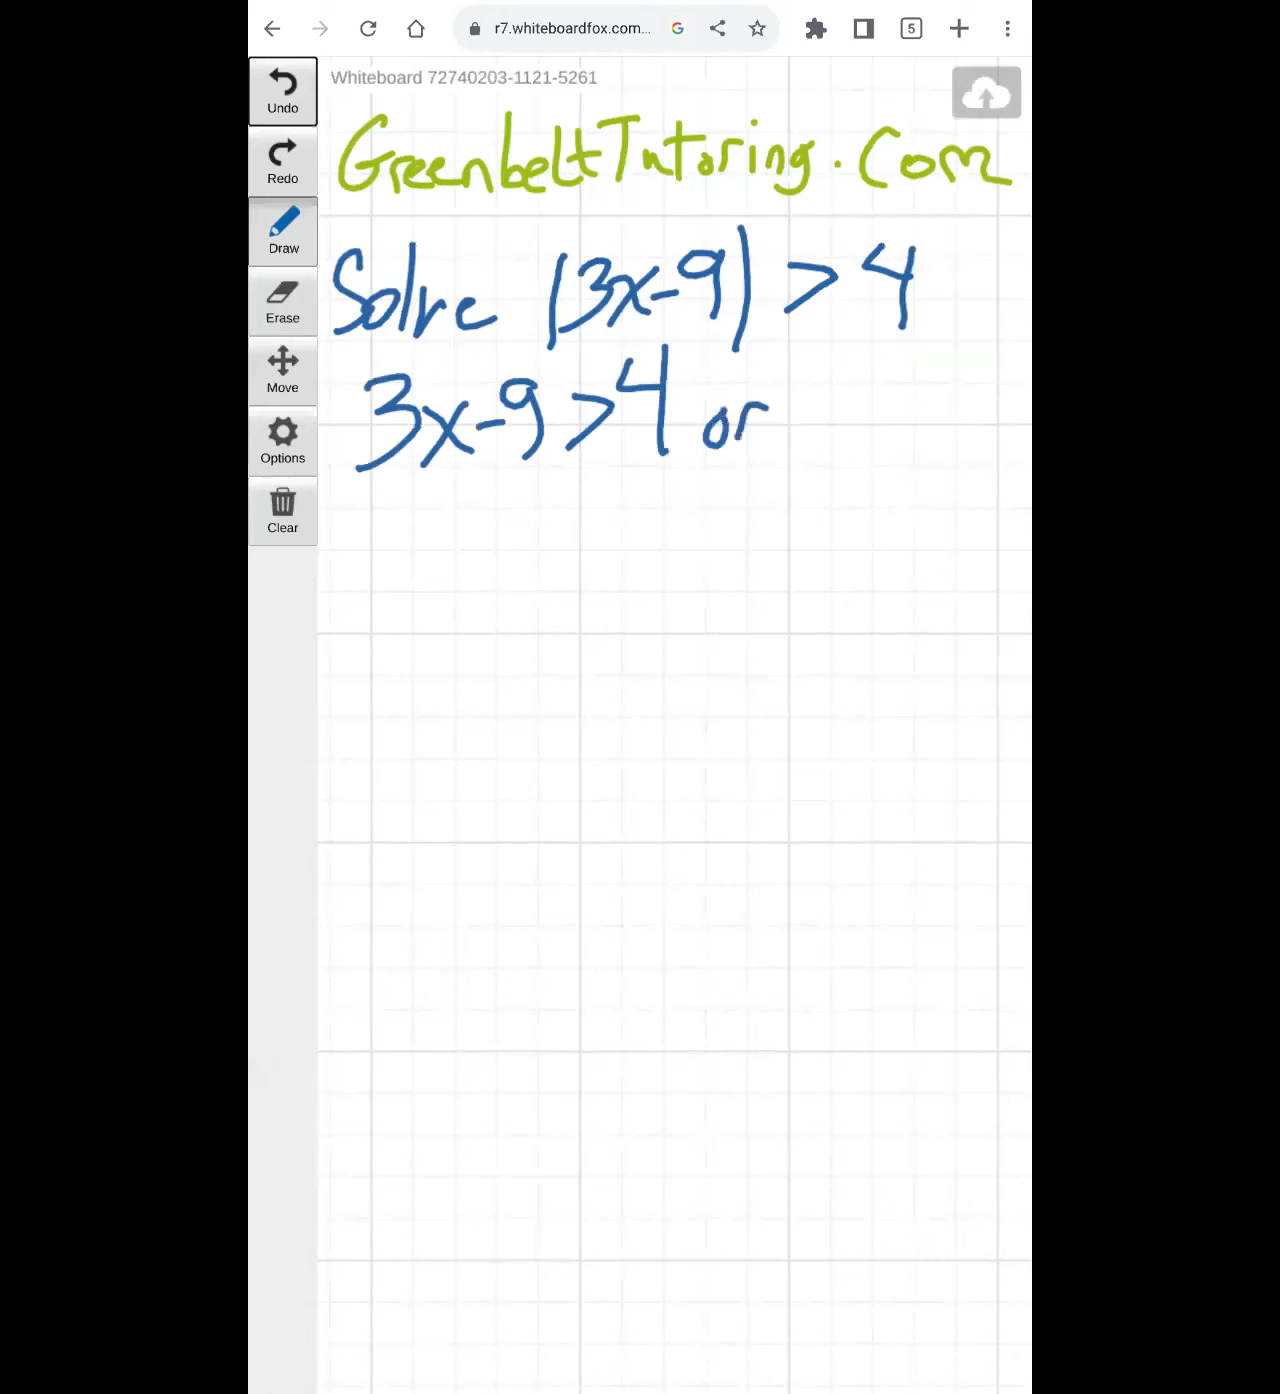 r7.whiteboardfox.com...
5
Whiteboard 72740203-1121-5261
Undo
Redo
Draw
Erase
Move
Options
Clear
GreenbeltTutoring.Com
Solve |3x-9| > 4
3x-9 > 4 or